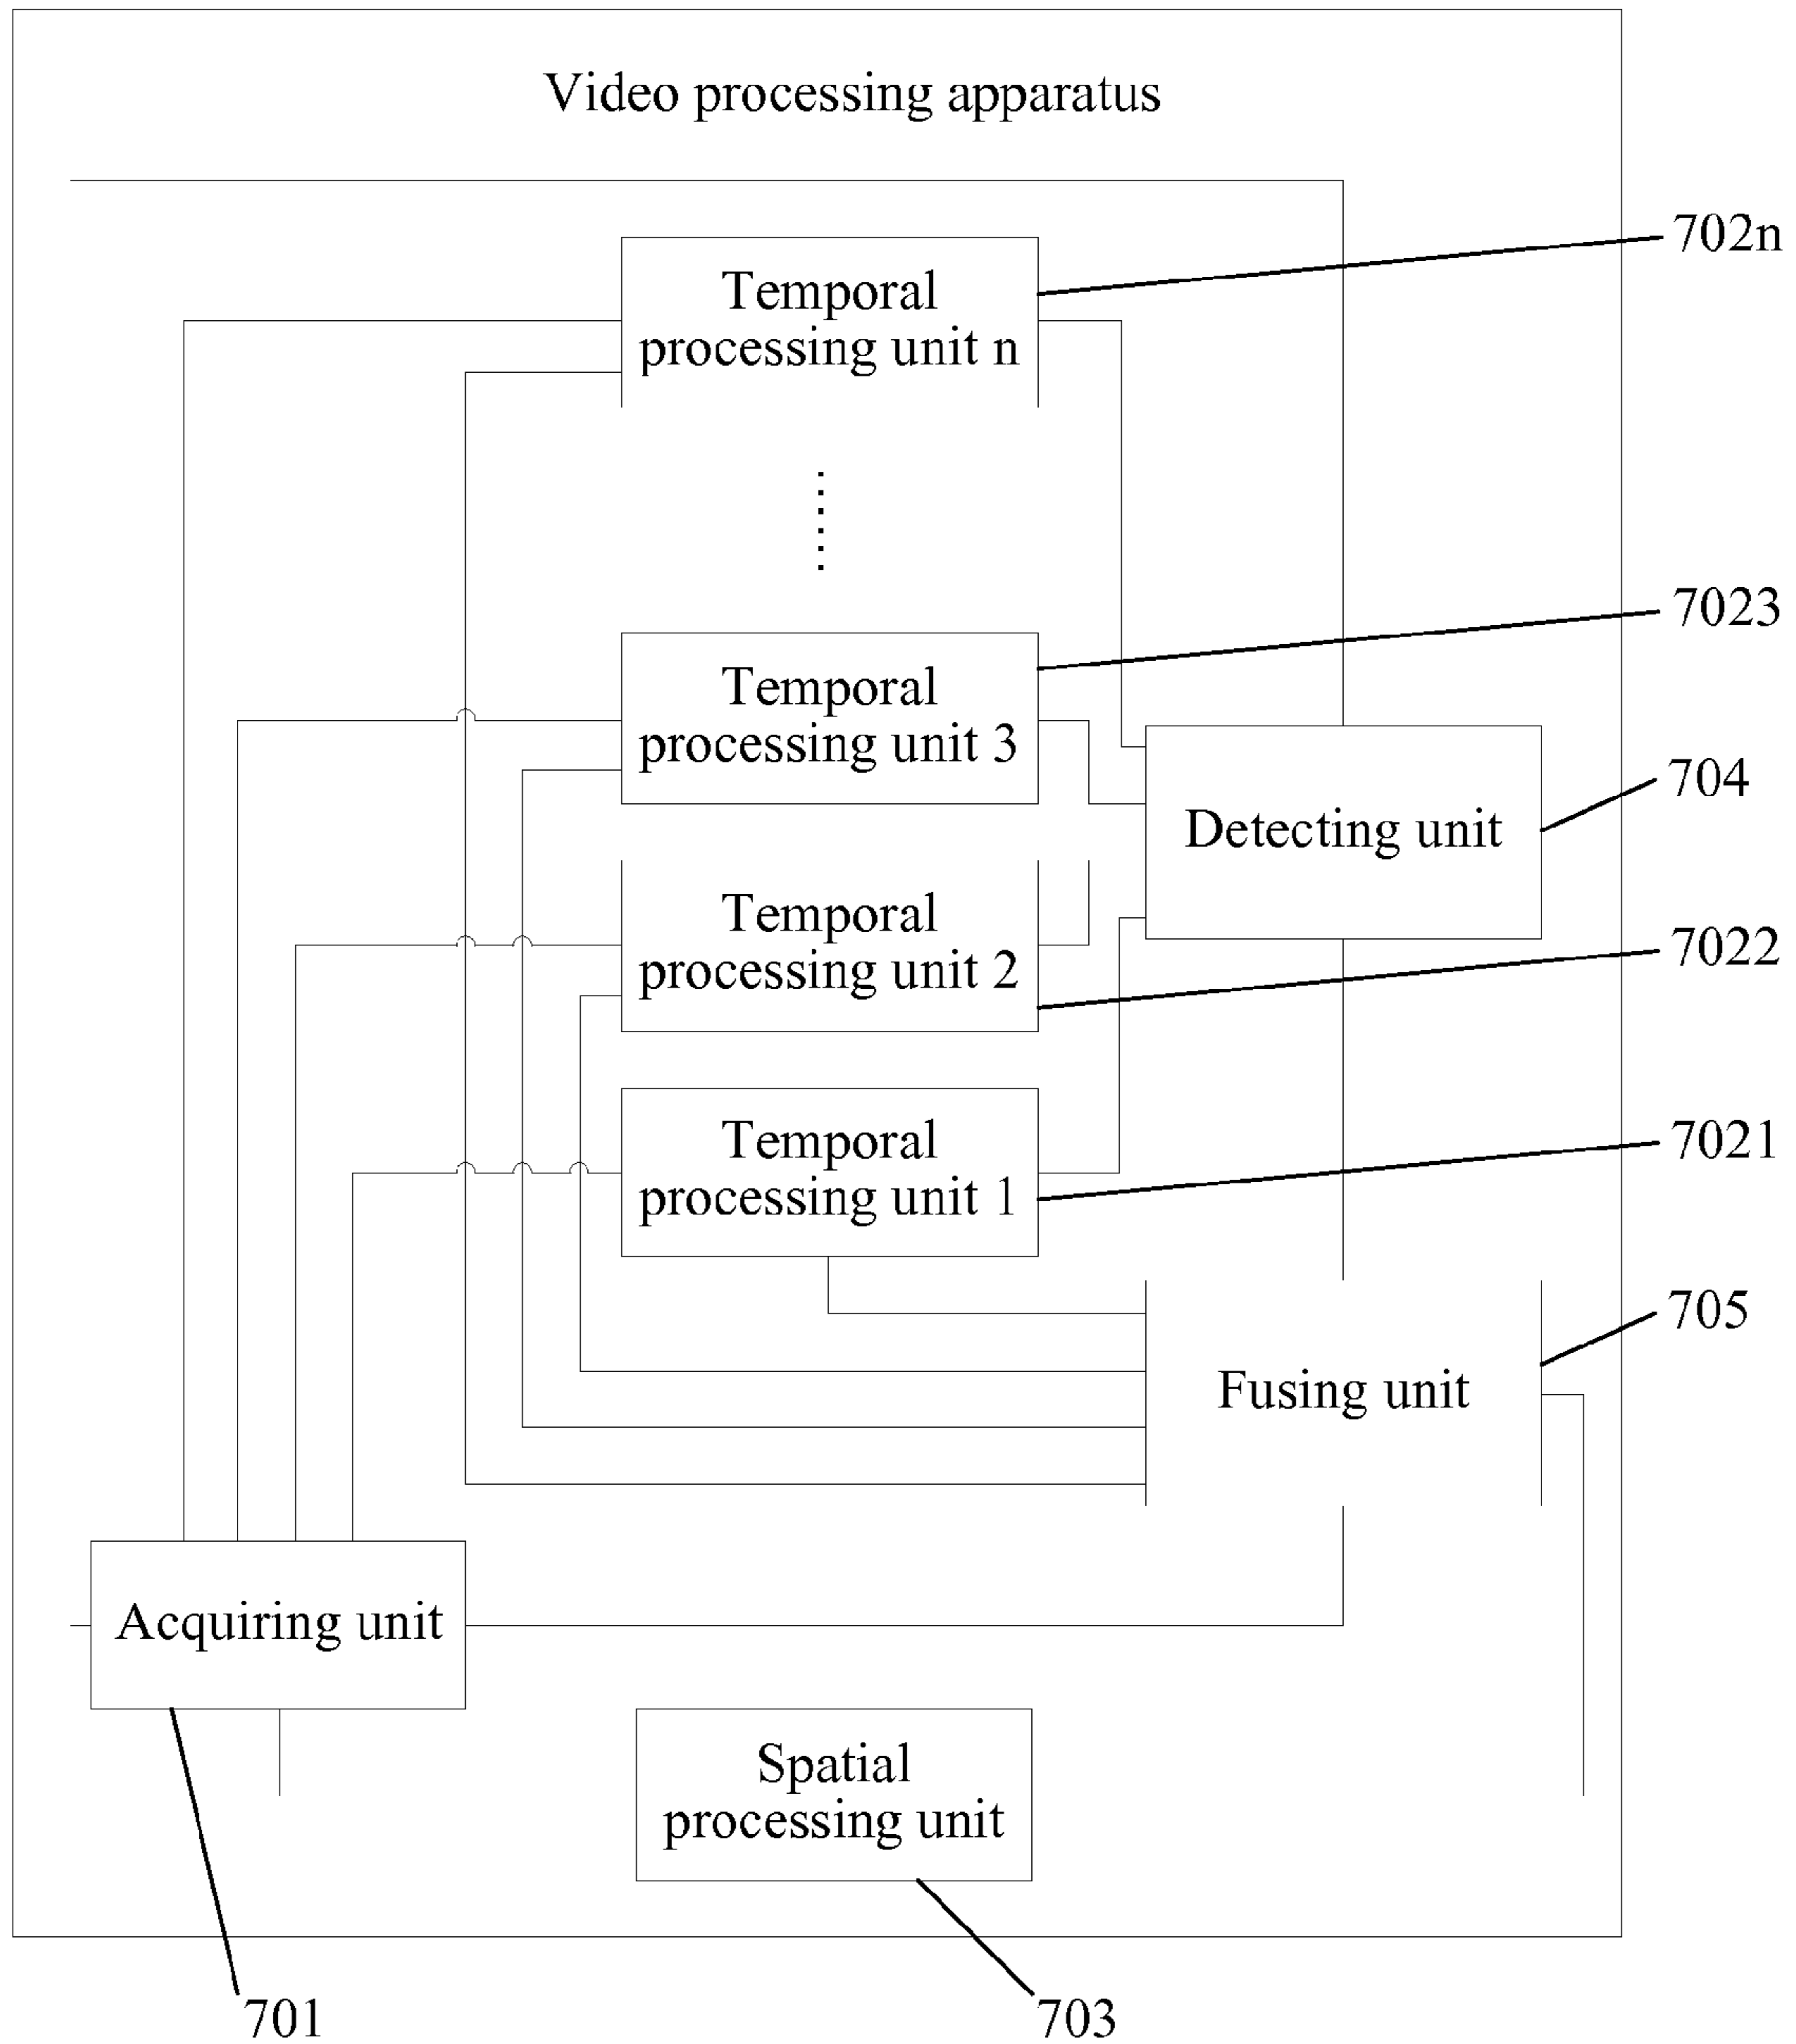 Video processing apparatus
702n
Temporal
processing unit n
7023
Temporal
processing unit 3
704
Detecting unit
Temporal
processing unit 2
7022
Temporal
processing unit 1
7021
705
Fusing unit
Acquiring unit
Spatial
processing unit
701
703